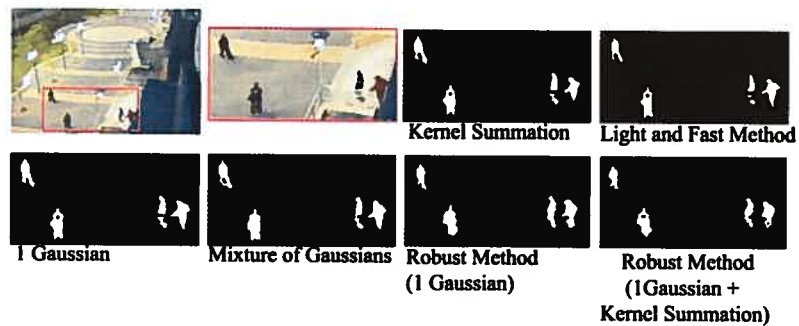 Kernel Summation
Light and Fast Method
1 Gaussian
Mixture of Gaussians
Robust Method
(1 Gaussian)
Robust Method
(1Gaussian +
Kernel Summation)